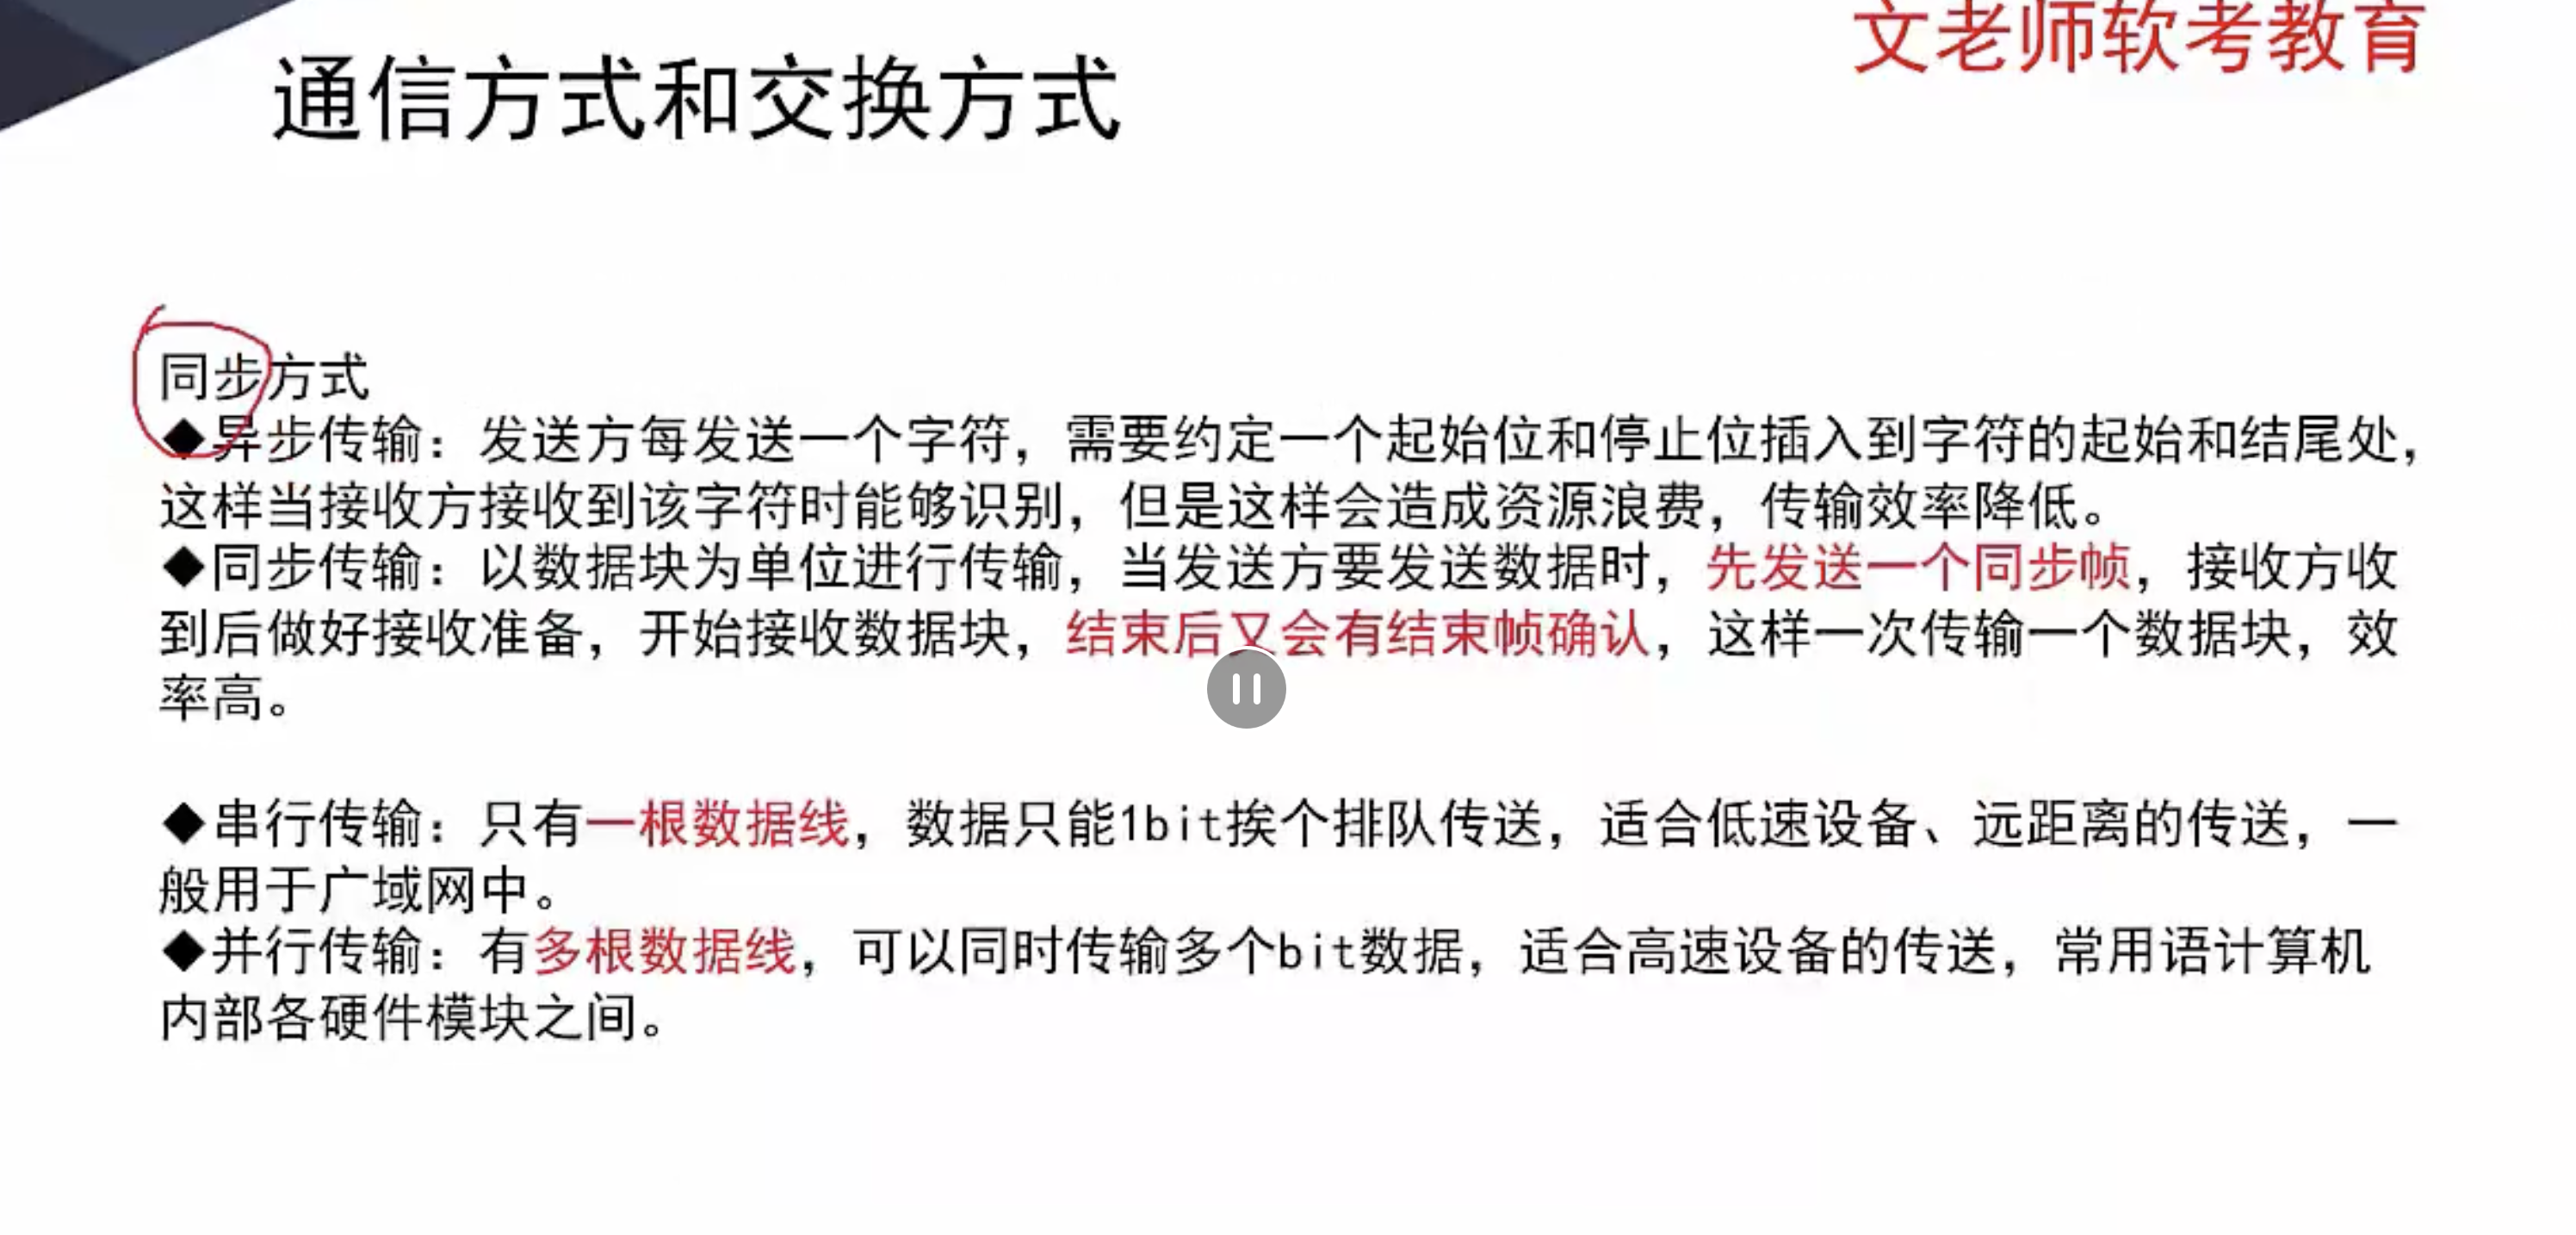 文老师软考教育
通信方式和交换方式
同步方式
◆异步传输：发送方每发送一个字符，需要约定一个起始位和停止位插入到字符的起始和结尾处，
这样当接收方接收到该字符时能够识别，但是这样会造成资源浪费，传输效率降低。
◆同步传输：以数据块为单位进行传输，当发送方要发送数据时，先发送一个同步帧，接收方收
到后做好接收准备，开始接收数据块，结束后又会有结束帧确认，这样一次传输一个数据块，效
率高。
◆串行传输：只有一根数据线，数据只能1bit挨个排队传送，适合低速设备、远距离的传送，一
般用于广域网中。
◆并行传输：有多根数据线，可以同时传输多个bit数据，适合高速设备的传送，常用语计算机
内部各硬件模块之间。